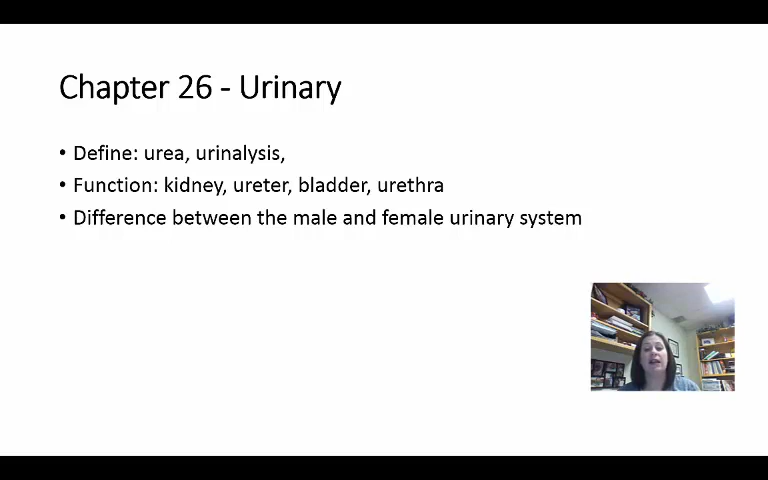 Chapter 26 - Urinary
• Define: urea, urinalysis,
• Function: kidney, ureter, bladder, urethra
• Difference between the male and female urinary system